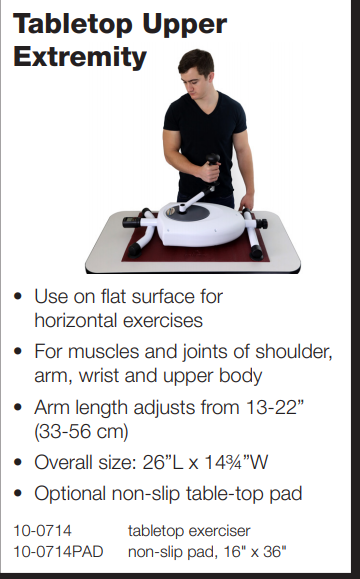 Tabletop Upper
Extremity
• Use on flat surface for
horizontal exercises
• For muscles and joints of shoulder,
arm, wrist and upper body
• Arm length adjusts from 13-22”
(33-56 cm)
• Overall size: 26”L x 14¾”W
• Optional non-slip table-top pad
10-0714 tabletop exerciser
10-0714PAD non-slip pad, 16" x 36"